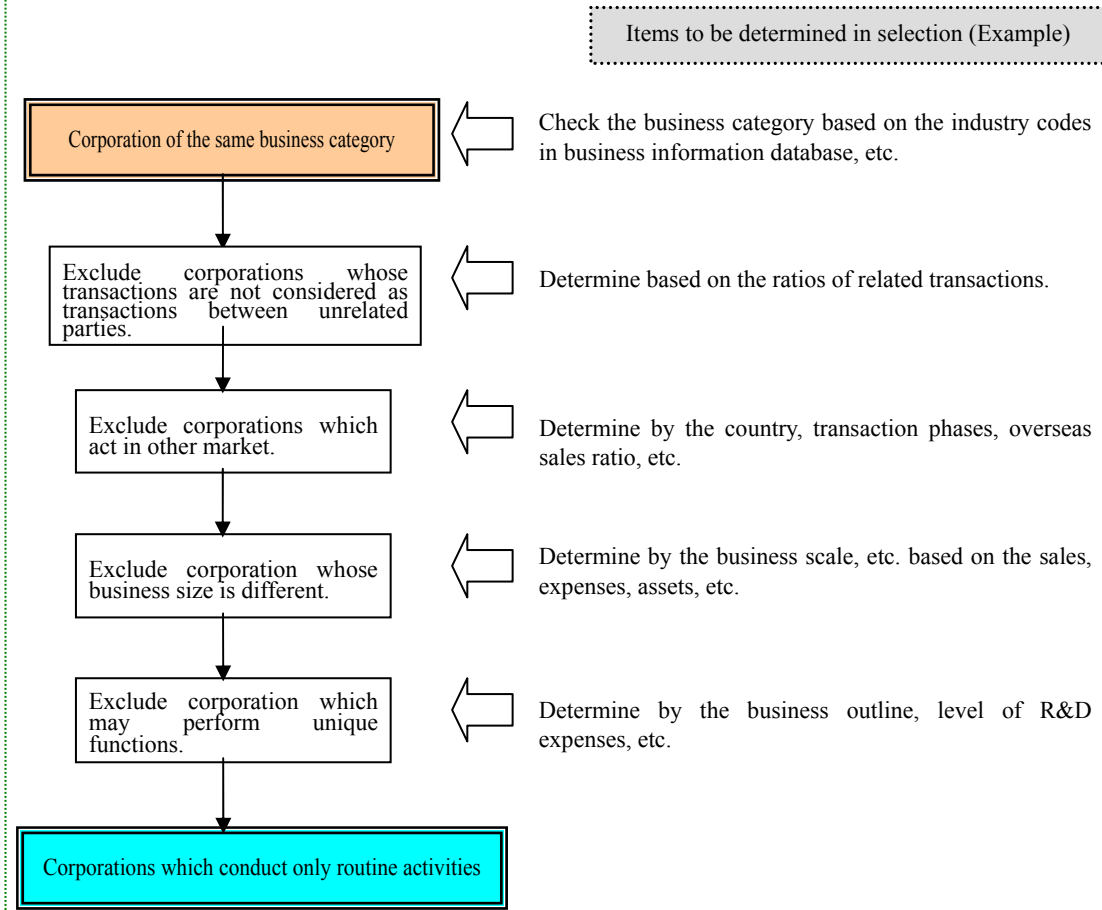 Items to be determined in selection (Example)
Corporation of the same business category
Check the business category based on the industry codes
in business information database, etc.
Exclude corporations whose
transactions are not considered as
transactions between unrelated
parties.
Determine based on the ratios of related transactions.
Exclude corporations which
act in other market.
Determine by the country, transaction phases, overseas
sales ratio, etc.
Exclude corporation whose
business size is different.
Determine by the business scale, etc. based on the sales,
expenses, assets, etc.
Exclude corporation which
may perform unique
functions.
Determine by the business outline, level of R&D
expenses, etc.
Corporations which conduct only routine activities